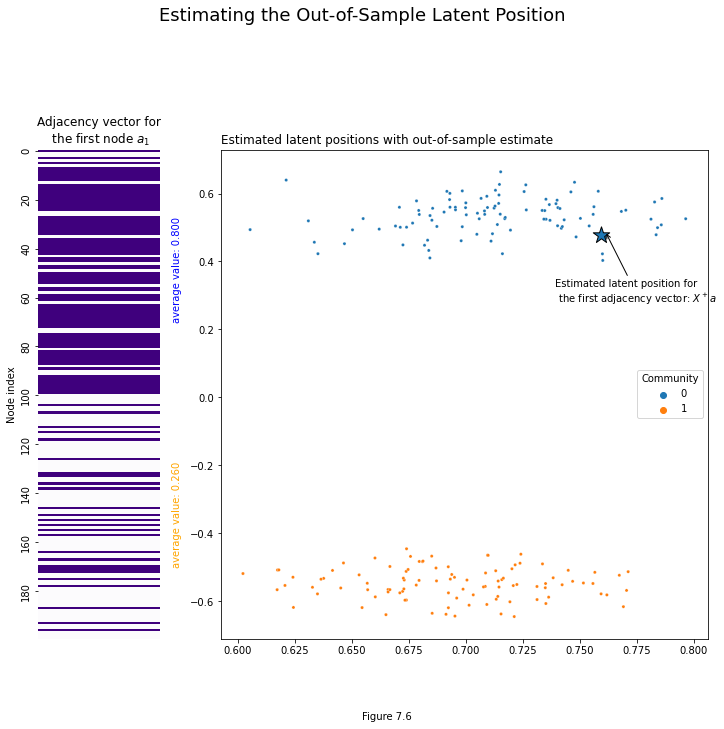 Estimating the Out-of-Sample Latent Position
Adjacency vector for
the first node a₁
0
20
40
60
80
100
120
140
160
180
Node index
average value: 0.800
average value: 0.260
Estimated latent positions with out-of-sample estimate
0.6
0.4
0.2
0.0
−0.2
−0.4
−0.6
0.600
0.625
0.650
0.675
0.700
0.725
0.750
0.775
0.800
Estimated latent position for
the first adjacency vector: X⁺a
Community
0
1
Figure 7.6